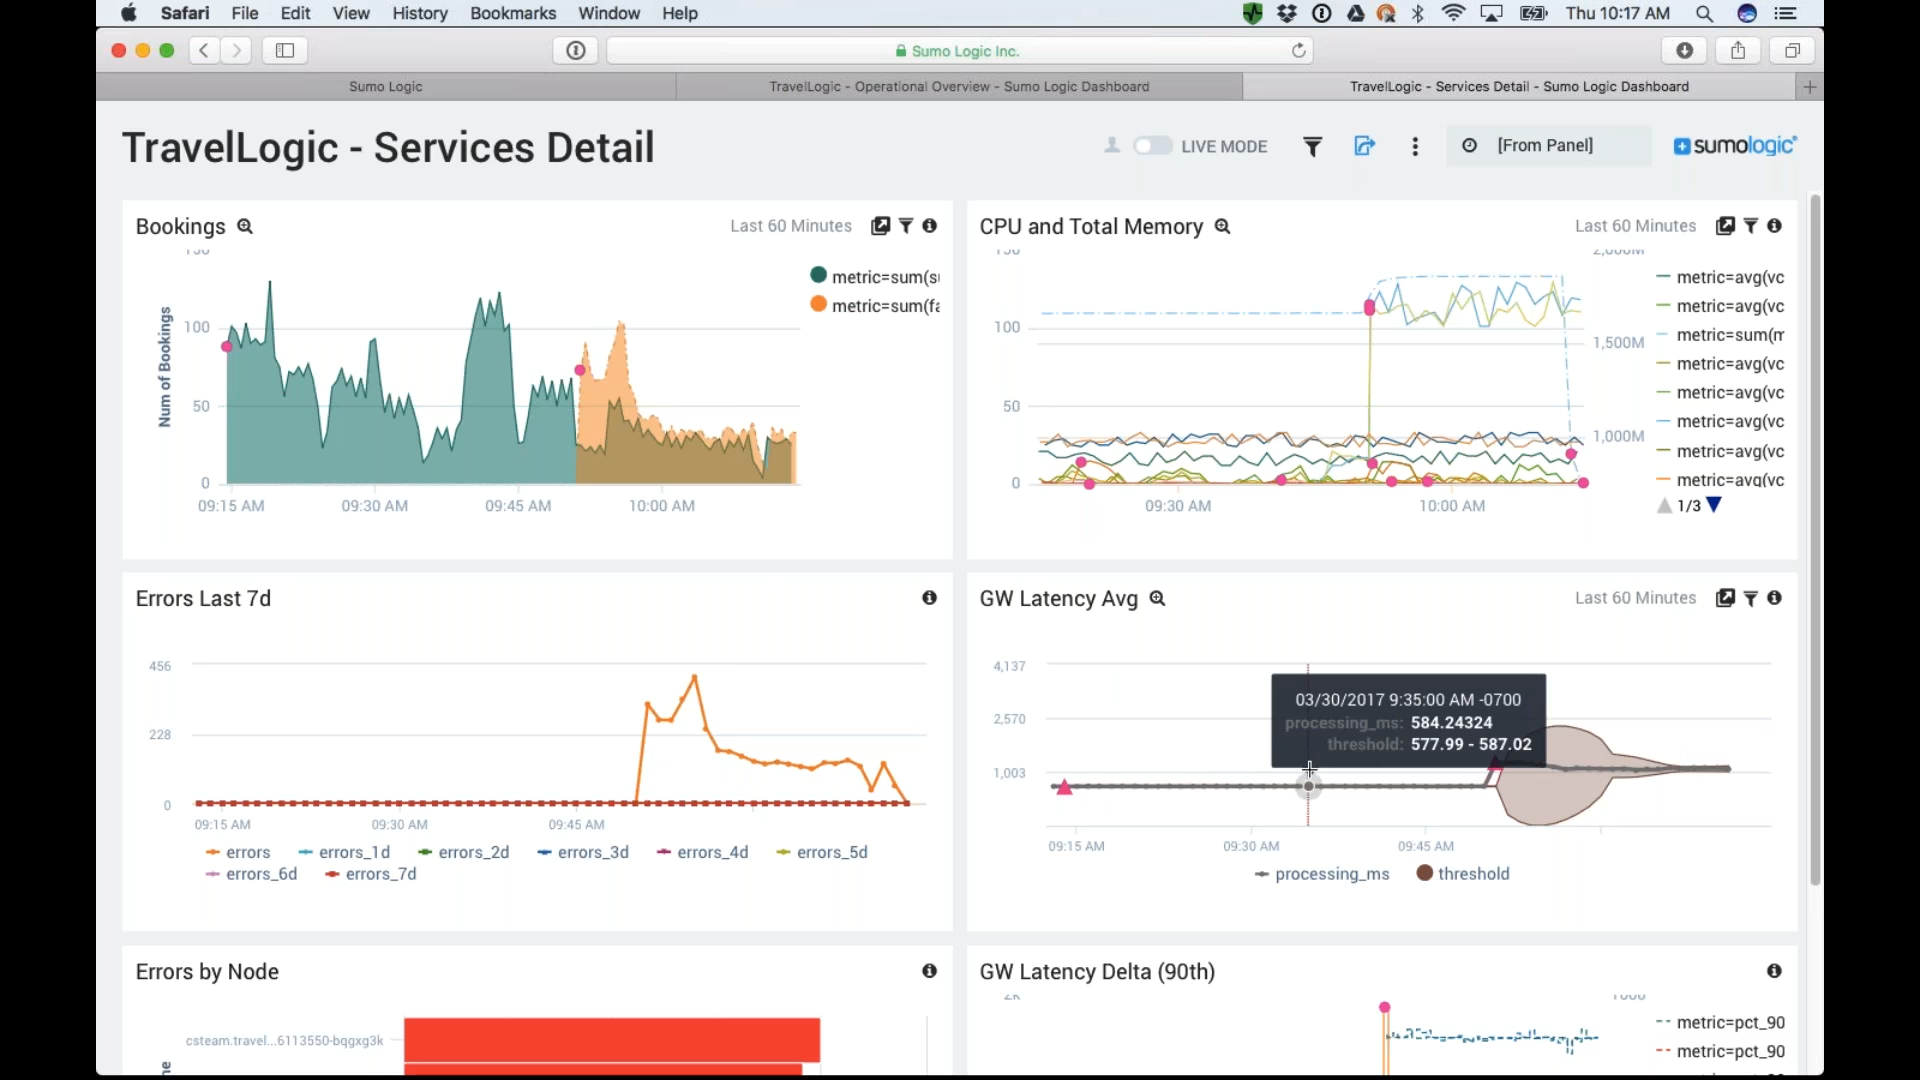 Safari File Edit View History Bookmarks Window Help Thu 10:17 AM
Sumo Logic Inc.
Sumo Logic
TravelLogic - Operational Overview - Sumo Logic Dashboard
TravelLogic - Services Detail - Sumo Logic Dashboard
TravelLogic - Services Detail
LIVE MODE
[From Panel]
sumologic
Bookings
Last 60 Minutes
Num of Bookings
100
50
0
09:15 AM 09:30 AM 09:45 AM 10:00 AM
metric=sum(s
metric=sum(fa
CPU and Total Memory
Last 60 Minutes
100
50
0
1,500M
1,000M
09:30 AM 10:00 AM
metric=avg(vc
metric=avg(vc
metric=sum(m
metric=avg(vc
metric=avg(vc
metric=avg(vc
metric=avg(vc
metric=avg(vc
1/3
Errors Last 7d
456
228
0
09:15 AM 09:30 AM 09:45 AM
errors errors_1d errors_2d errors_3d errors_4d errors_5d
errors_6d errors_7d
GW Latency Avg
Last 60 Minutes
4,137
2,570
1,003
03/30/2017 9:35:00 AM -0700
processing_ms: 584.24324
threshold: 577.99 - 587.02
09:15 AM 09:30 AM 09:45 AM
processing_ms threshold
Errors by Node
csteam.travel...6113550-bqgxg3k
GW Latency Delta (90th)
metric=pct_90
metric=pct_90